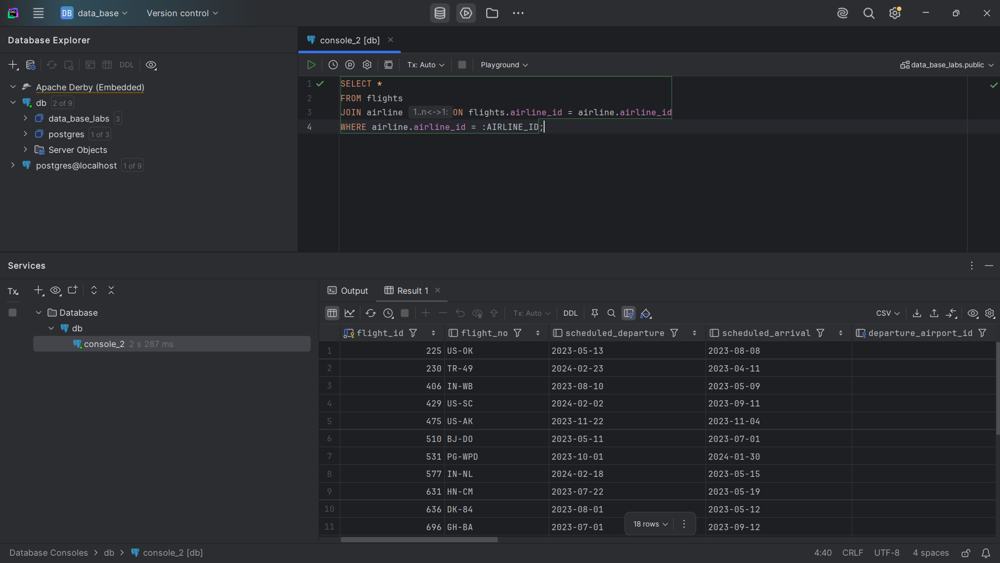 DB data_base Version control
Database Explorer
console_2 [db]
DDL
Tx: Auto Playground data_base_labs.public
Apache Derby (Embedded)
db 2 of 9
data_base_labs 3
postgres 1 of 3
Server Objects
postgres@localhost 1 of 9
1 SELECT *
2 FROM flights
3 JOIN airline 1..n<->1: ON flights.airline_id = airline.airline_id
4 WHERE airline.airline_id = :AIRLINE_ID;
Services
Tx
Database
db
console_2 2 s 287 ms
Output Result 1
Tx: Auto DDL CSV
flight_id flight_no scheduled_departure scheduled_arrival departure_airport_id
1 225 US-OK 2023-05-13 2023-08-08
2 230 TR-49 2024-02-23 2023-04-11
3 406 IN-WB 2023-08-10 2023-05-09
4 429 US-SC 2024-02-02 2023-09-11
5 475 US-AK 2023-11-22 2023-11-04
6 510 BJ-DO 2023-05-11 2023-07-01
7 531 PG-WPD 2023-10-01 2024-01-30
8 577 IN-NL 2024-02-18 2023-05-15
9 631 HN-CM 2023-07-22 2023-05-19
10 636 DK-84 2023-08-01 2023-05-12
11 696 GH-BA 2023-07-01 2023-09-12
18 rows
Database Consoles > db > console_2 [db]
4:40 CRLF UTF-8 4 spaces